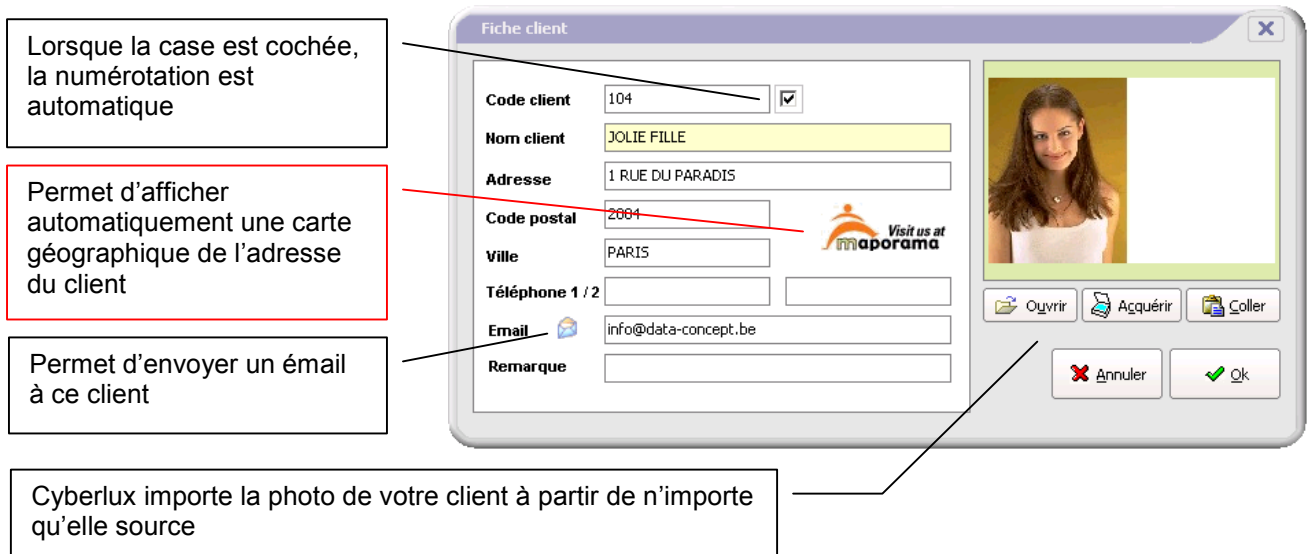 Lorsque la case est cochée,
la numérotation est
automatique
Permet d'afficher
automatiquement une carte
géographique de l'adresse
du client
Permet d'envoyer un émail
à ce client
Fiche client
Code client 104
Nom client JOLIE FILLE
Adresse 1 RUE DU PARADIS
Code postal 2004
Visit us at
maporama
Ville PARIS
Téléphone 1 / 2
Email info@data-concept.be
Remarque
Ouvrir Acquérir Coller
Annuler Ok
Cyberlux importe la photo de votre client à partir de n'importe
qu'elle source